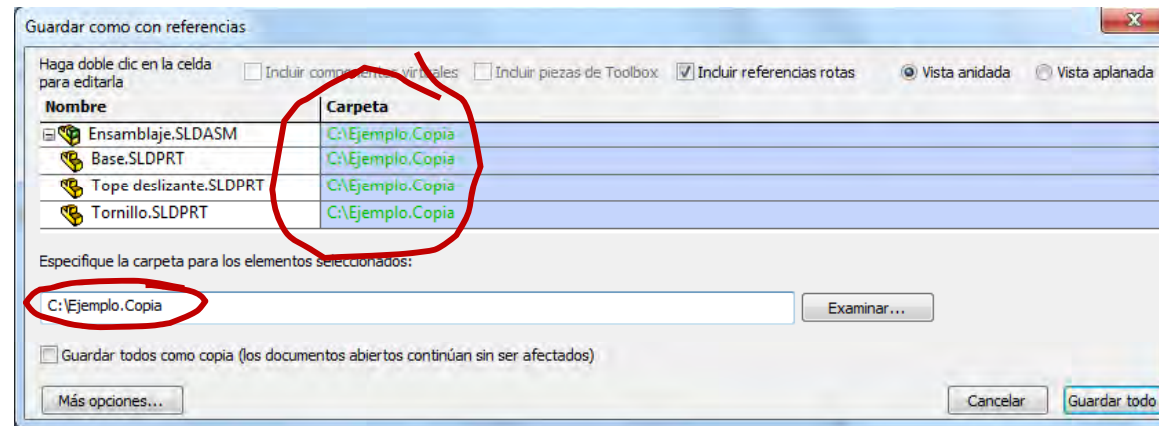 Guardar como con referencias
Haga doble clic en la celda para editarla
Incluir componentes virtuales Incluir piezas de Toolbox Incluir referencias rotas Vista anidada Vista aplanada
Nombre Carpeta
Ensamblaje.SLDASM C:\Ejemplo.Copia
Base.SLDPRT C:\Ejemplo.Copia
Tope deslizante.SLDPRT C:\Ejemplo.Copia
Tornillo.SLDPRT C:\Ejemplo.Copia
Especifique la carpeta para los elementos seleccionados:
C:\Ejemplo.Copia Examinar...
Guardar todos como copia (los documentos abiertos continúan sin ser afectados)
Más opciones... Cancelar Guardar todo